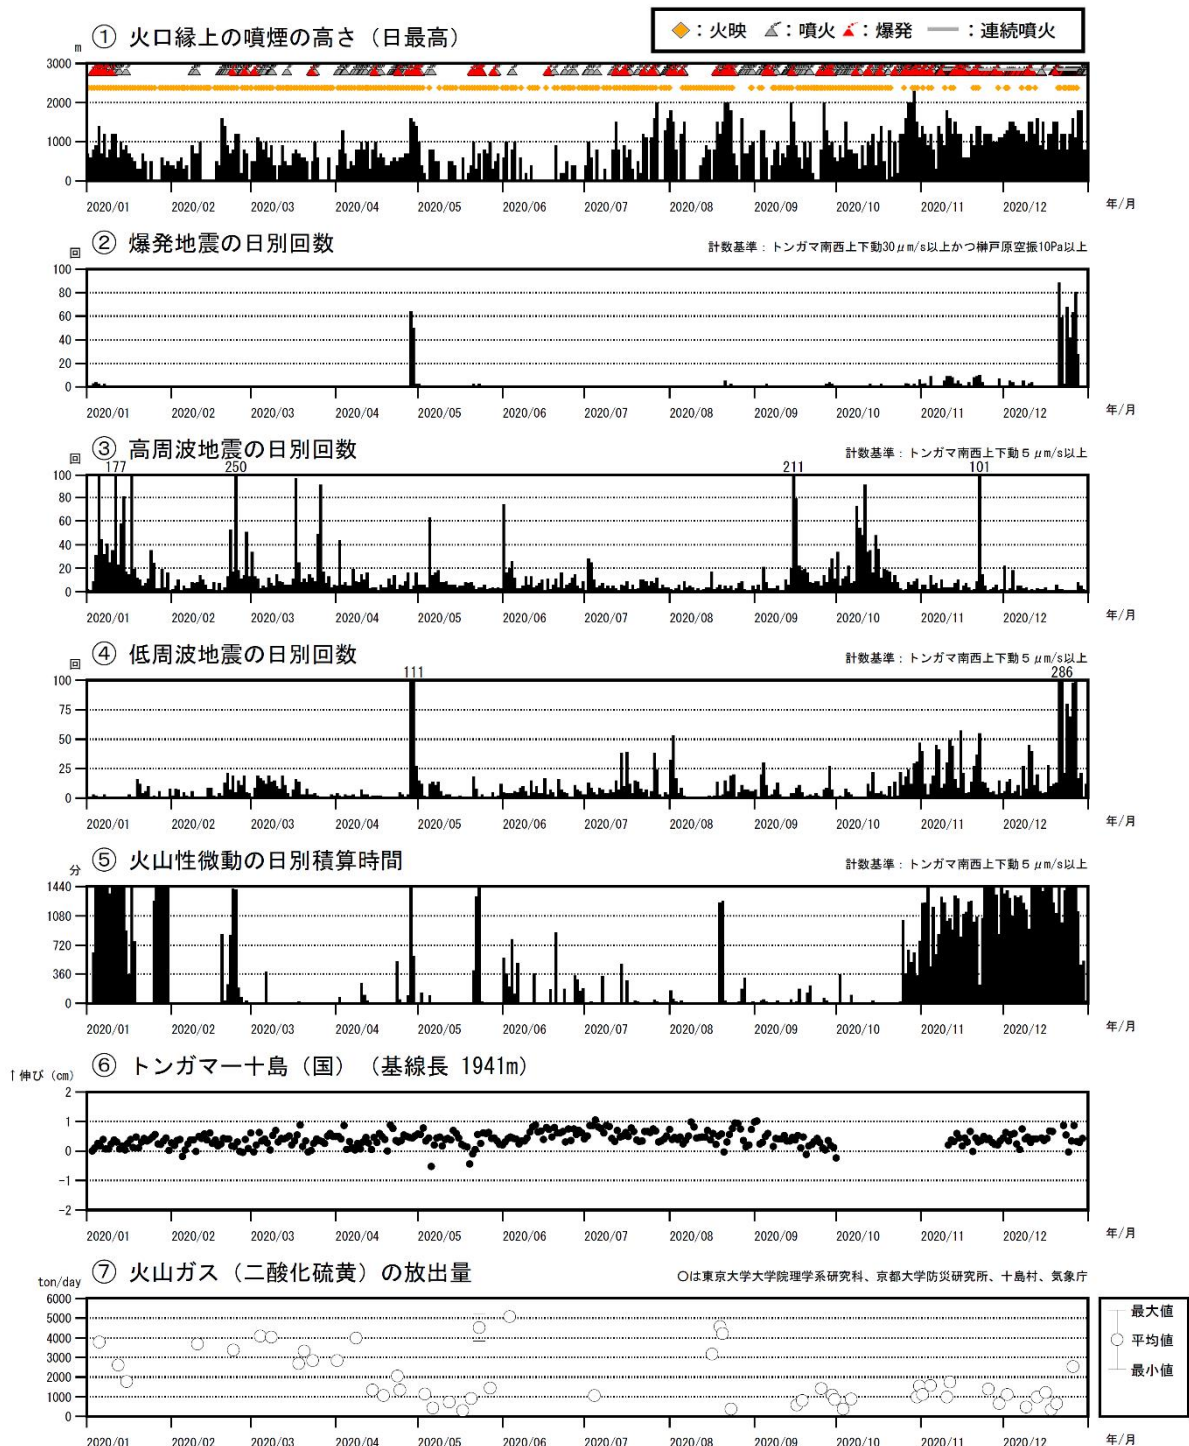 ◆：火映　▲：噴火　▲：爆発　━━：連続噴火
① 火口縁上の噴煙の高さ（日最高）
m
3000
2000
1000
0
2020/01 2020/02 2020/03 2020/04 2020/05 2020/06 2020/07 2020/08 2020/09 2020/10 2020/11 2020/12 年/月
② 爆発地震の日別回数
計数基準：トンガマ南西上下動30μm/s以上かつ榊戸原空振10Pa以上
回
100
80
60
40
20
0
2020/01 2020/02 2020/03 2020/04 2020/05 2020/06 2020/07 2020/08 2020/09 2020/10 2020/11 2020/12 年/月
③ 高周波地震の日別回数
計数基準：トンガマ南西上下動５μm/s以上
回
177 250 211 101
100
80
60
40
20
0
2020/01 2020/02 2020/03 2020/04 2020/05 2020/06 2020/07 2020/08 2020/09 2020/10 2020/11 2020/12 年/月
④ 低周波地震の日別回数
計数基準：トンガマ南西上下動５μm/s以上
回
111 286
100
75
50
25
0
2020/01 2020/02 2020/03 2020/04 2020/05 2020/06 2020/07 2020/08 2020/09 2020/10 2020/11 2020/12 年/月
⑤ 火山性微動の日別積算時間
計数基準：トンガマ南西上下動５μm/s以上
分
1440
1080
720
360
0
2020/01 2020/02 2020/03 2020/04 2020/05 2020/06 2020/07 2020/08 2020/09 2020/10 2020/11 2020/12 年/月
⑥ トンガマー十島（国）（基線長 1941m）
↑伸び(cm)
2
1
0
-1
-2
2020/01 2020/02 2020/03 2020/04 2020/05 2020/06 2020/07 2020/08 2020/09 2020/10 2020/11 2020/12 年/月
⑦ 火山ガス（二酸化硫黄）の放出量
○は東京大学大学院理学系研究科、京都大学防災研究所、十島村、気象庁
ton/day
6000
5000
4000
3000
2000
1000
0
最大値
平均値
最小値
2020/01 2020/02 2020/03 2020/04 2020/05 2020/06 2020/07 2020/08 2020/09 2020/10 2020/11 2020/12 年/月